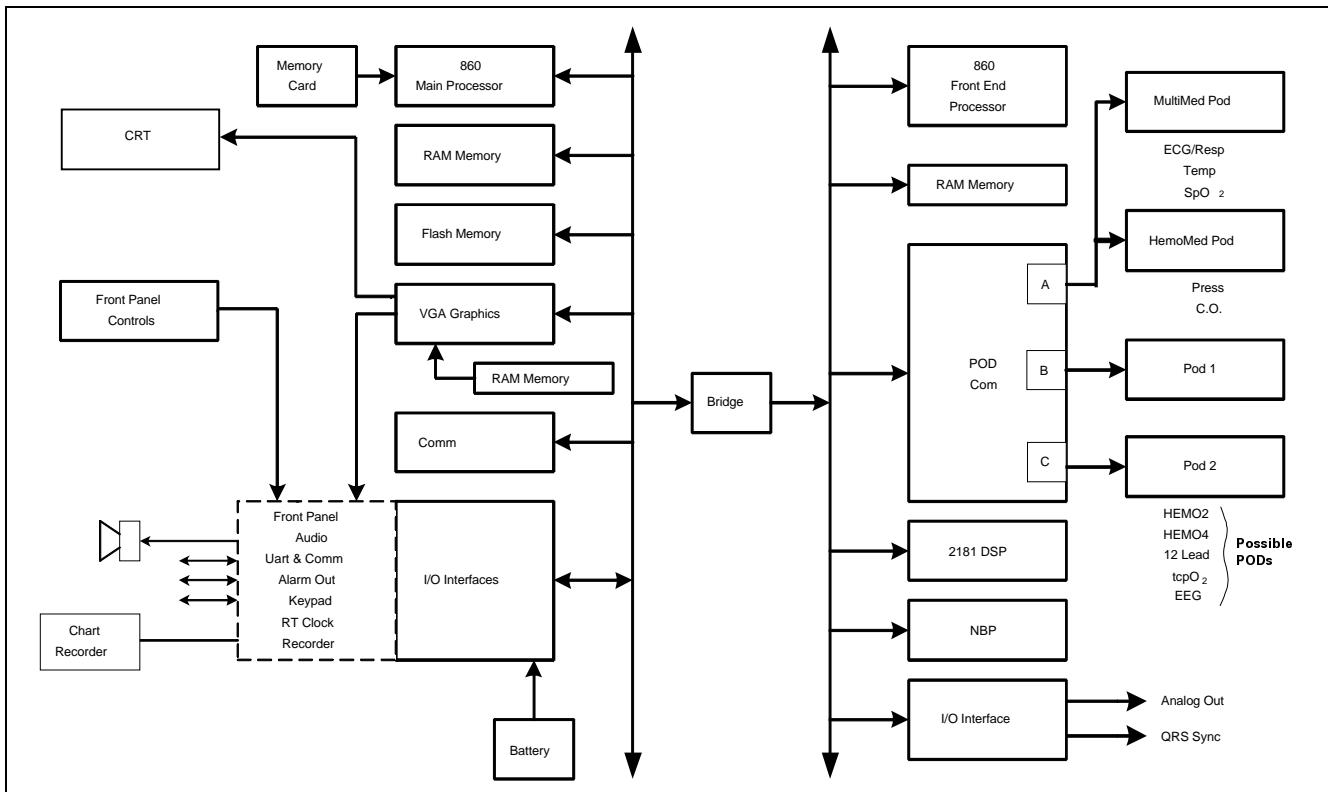 Memory
Card
860
Main Processor
CRT
RAM Memory
Flash Memory
Front Panel
Controls
VGA Graphics
RAM Memory
Comm
Front Panel
Audio
Uart & Comm
Alarm Out
Keypad
RT Clock
Recorder
I/O Interfaces
Chart
Recorder
Battery
Bridge
860
Front End
Processor
RAM Memory
POD
Com
A
B
C
2181 DSP
NBP
I/O Interface
MultiMed Pod
ECG/Resp
Temp
SpO 2
HemoMed Pod
Press
C.O.
Pod 1
Pod 2
HEMO2
HEMO4
12 Lead
tcpO 2
EEG
Possible
PODs
Analog Out
QRS Sync